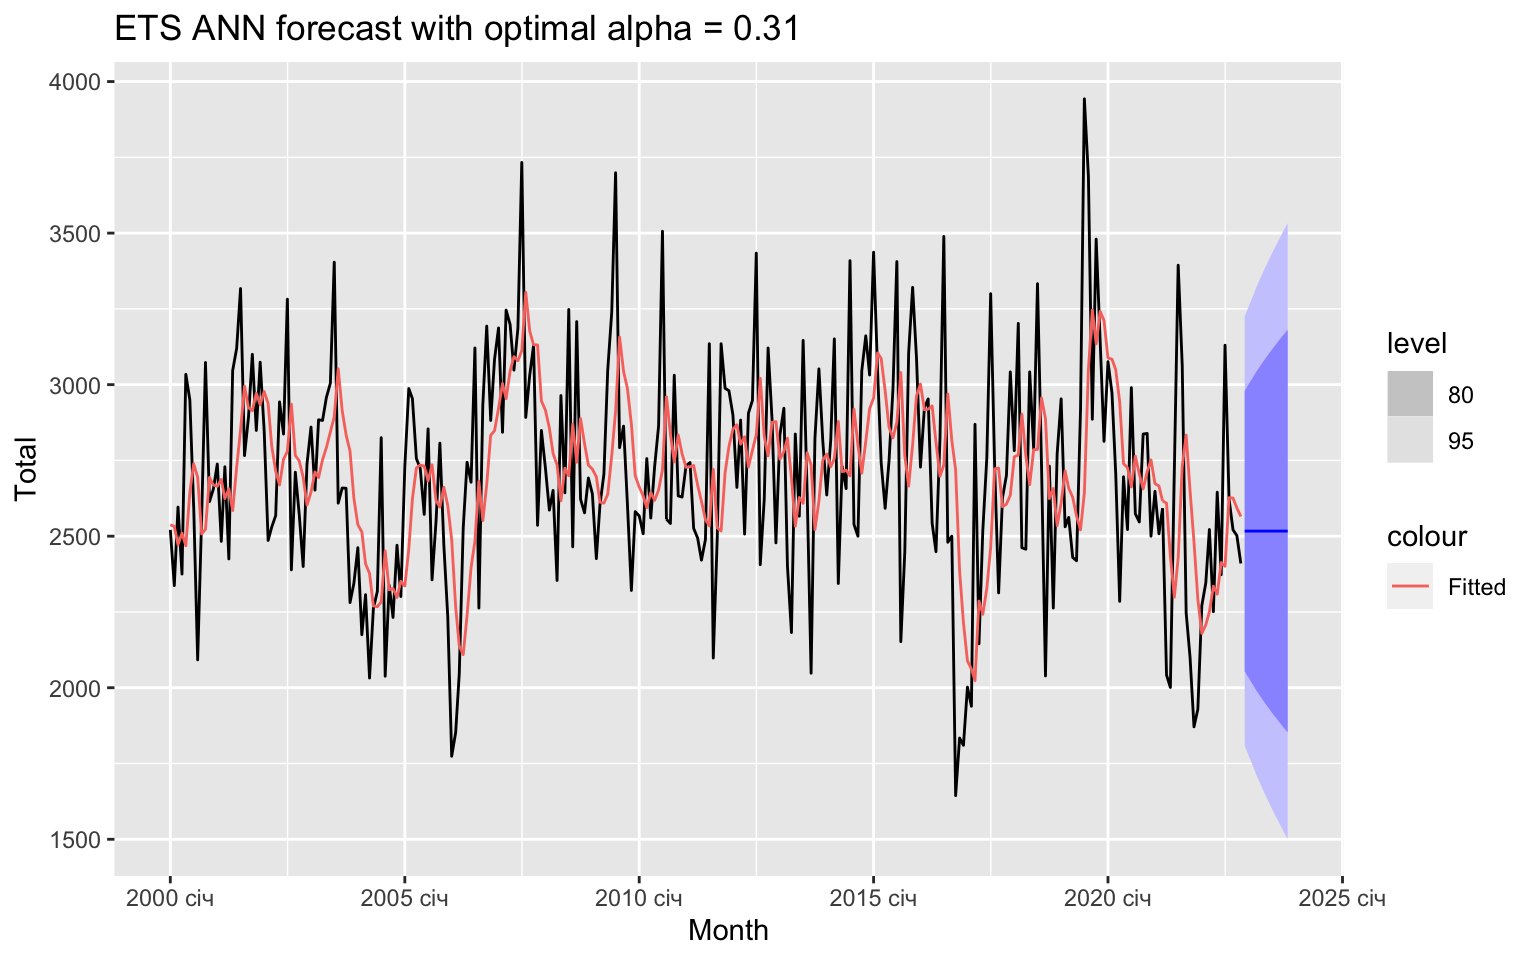 ETS ANN forecast with optimal alpha = 0.31
4000
3500
3000
2500
2000
1500
Total
2000 січ
2005 січ
2010 січ
2015 січ
2020 січ
2025 січ
Month
level
80
95
colour
Fitted